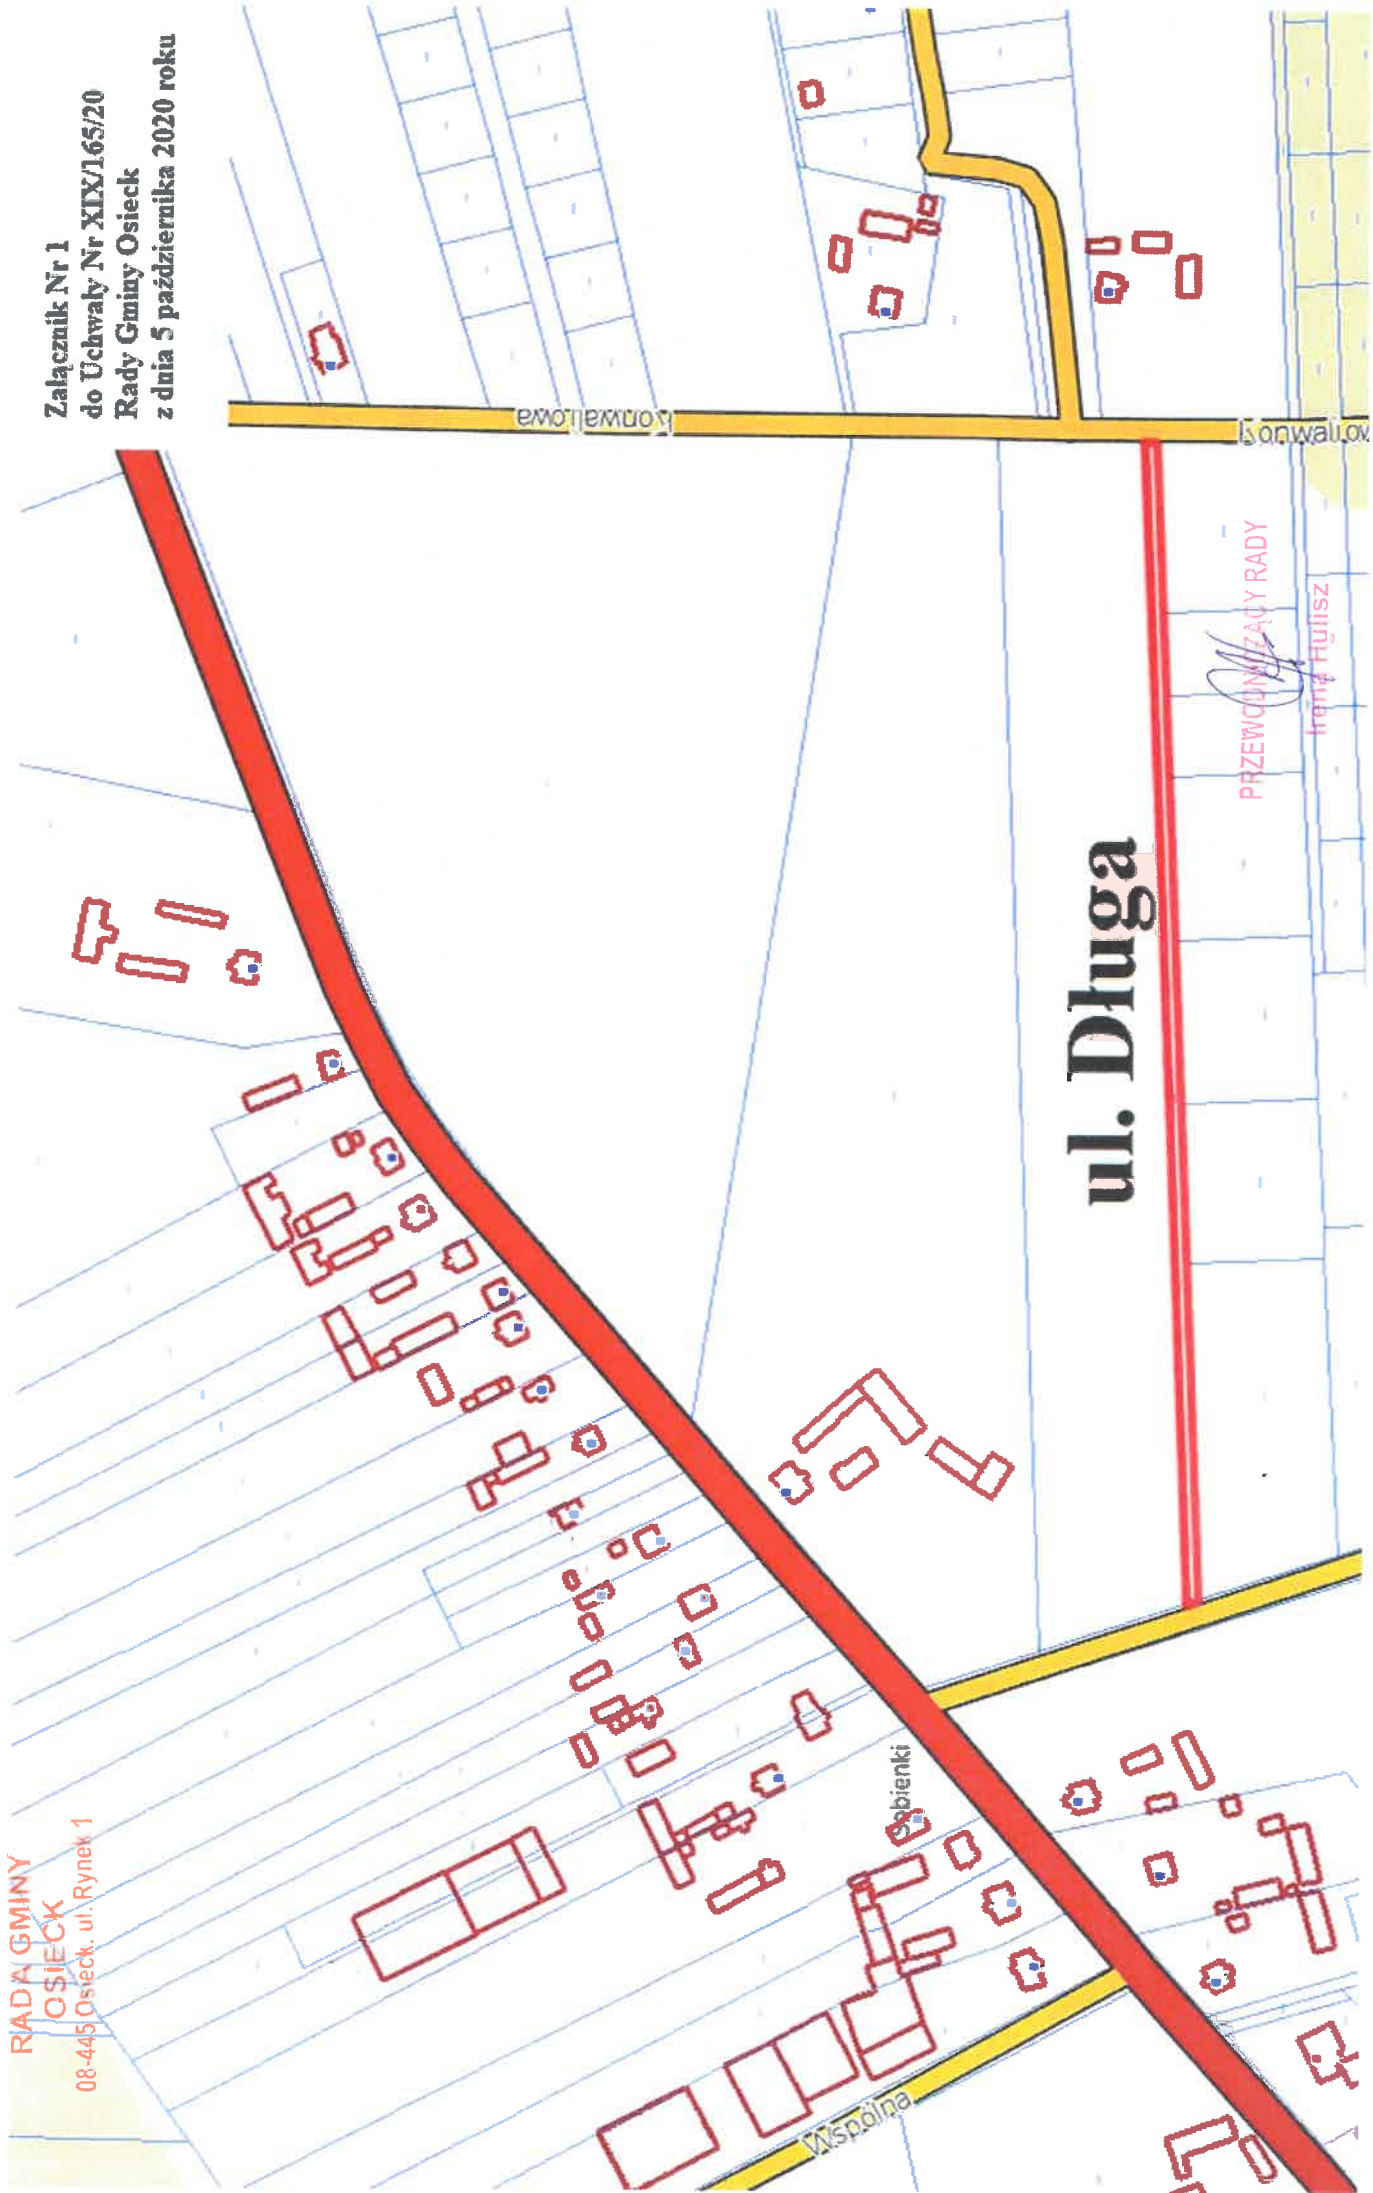 RADA GMINY
OSIECK
08-445 Osieck, ul. Rynek 1
Załącznik Nr 1
do Uchwały Nr XIX/165/20
Rady Gminy Osieck
z dnia 5 października 2020 roku
Konwaliowa
Konwaliow
Sobienki
Wspólna
ul. Długa
PRZEWODNICZĄCY RADY
Irena Hulisz